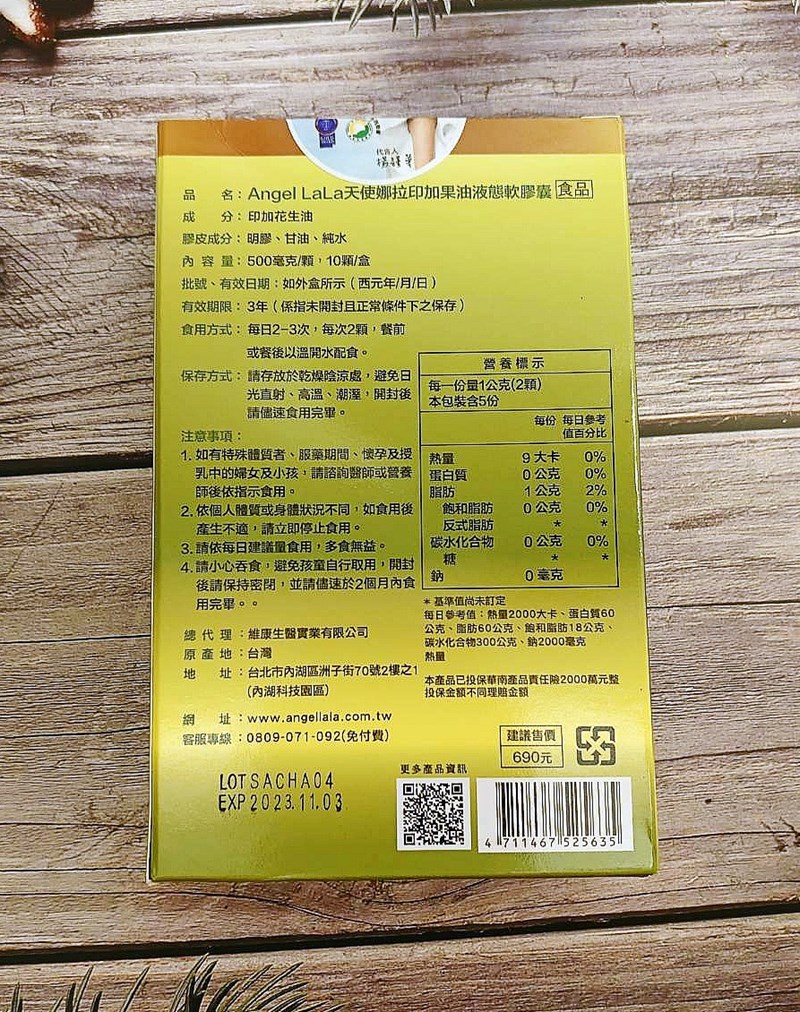 代言人
品　　名：Angel LaLa天使娜拉印加果油液態軟膠囊 食品
成　　分：印加花生油
膠皮成分：明膠、甘油、純水
內 容 量：500毫克/顆，10顆/盒
批號、有效日期：如外盒所示（西元年/月/日）
有效期限：3年（係指未開封且正常條件下之保存）
食用方式：每日2-3次，每次2顆，餐前
或餐後以溫開水配食。
保存方式：請存放於乾燥陰涼處，避免日
光直射、高溫、潮溼，開封後
請儘速食用完畢。
注意事項：
1. 如有特殊體質者、服藥期間、懷孕及授
乳中的婦女及小孩，請諮詢醫師或營養
師後依指示食用。
2. 依個人體質或身體狀況不同，如食用後
產生不適，請立即停止食用。
3. 請依每日建議量食用，多食無益。
4. 請小心吞食，避免孩童自行取用，開封
後請保持密閉，並請儘速於2個月內食
用完畢。。
營養標示
每一份量1公克(2顆)
本包裝含5份
每份 每日參考
值百分比
熱量 9 大卡 0%
蛋白質 0 公克 0%
脂肪 1 公克 2%
飽和脂肪 0 公克 0%
反式脂肪 * *
碳水化合物 0 公克 0%
糖 * *
鈉 0 毫克
* 基準值尚未訂定
每日參考值：熱量2000大卡、蛋白質60
公克、脂肪60公克、飽和脂肪18公克、
碳水化合物300公克、鈉2000毫克
熱量
總 代 理：維康生醫實業有限公司
原 產 地：台灣
地　　址：台北市內湖區洲子街70號2樓之1
(內湖科技園區)
本產品已投保華南產品責任險2000萬元整
投保金額不同理賠金額
網　　址：www.angellala.com.tw
客服專線：0809-071-092(免付費)
建議售價
690元
LOT SACHA04
EXP 2023.11.03
更多產品資訊
4 711467 525635